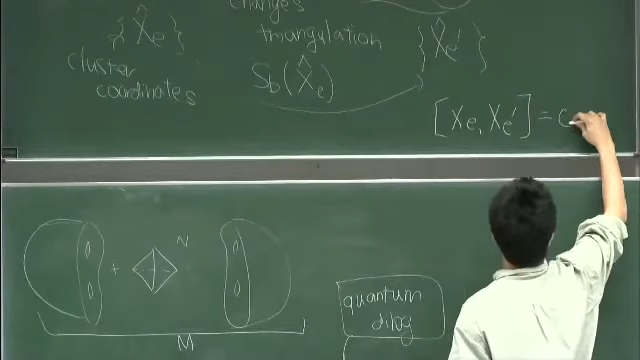 changes
{X̂e}
triangulation
{X̂e'}
cluster
coordinates
Sb(X̂e)
[Xe, Xe'] = c
+
N
M
quantum
dilog